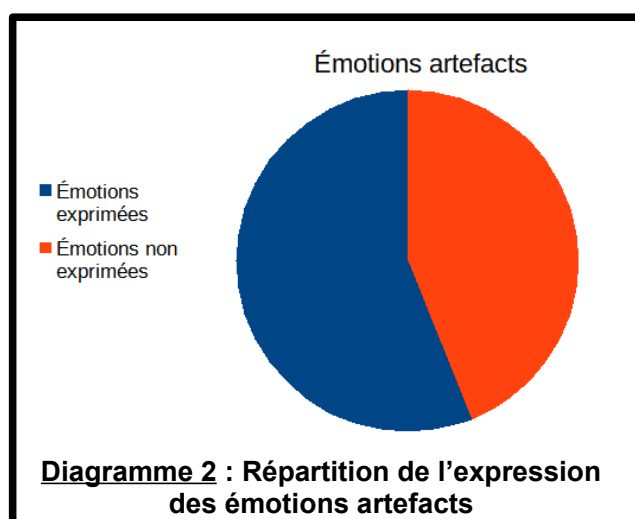 Émotions artefacts
Émotions
exprimées
Émotions non
exprimées
Diagramme 2 : Répartition de l’expression
des émotions artefacts